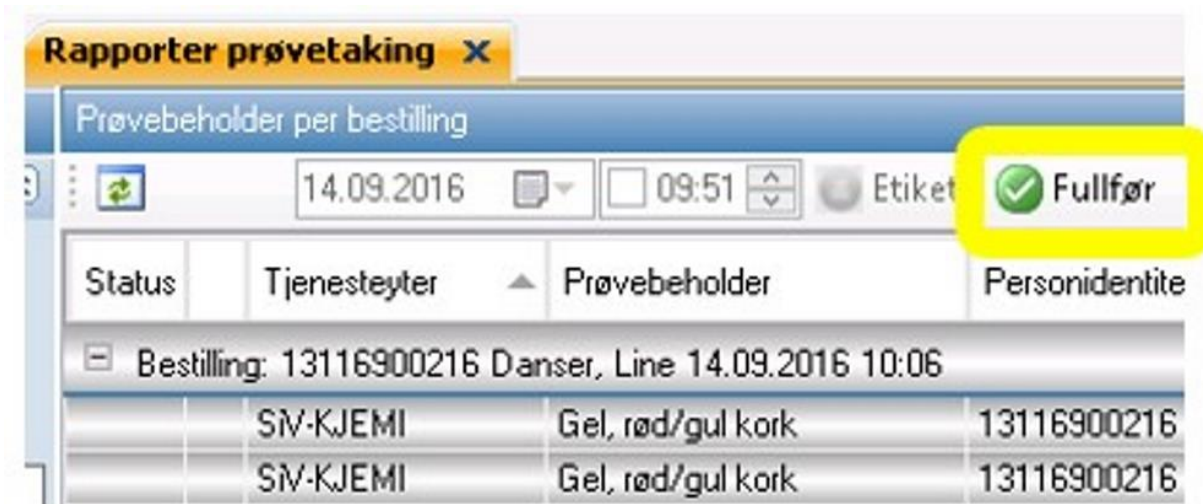 Rapporter prøvetaking x
Prøvebeholder per bestilling
14.09.2016 09:51 Etiket Fullfør
Status Tjenesteyter Prøvebeholder Personidentite
Bestilling: 13116900216 Danser, Line 14.09.2016 10:06
SiV-KJEMI Gel, rød/gul kork 13116900216
SiV-KJEMI Gel, rød/gul kork 13116900216